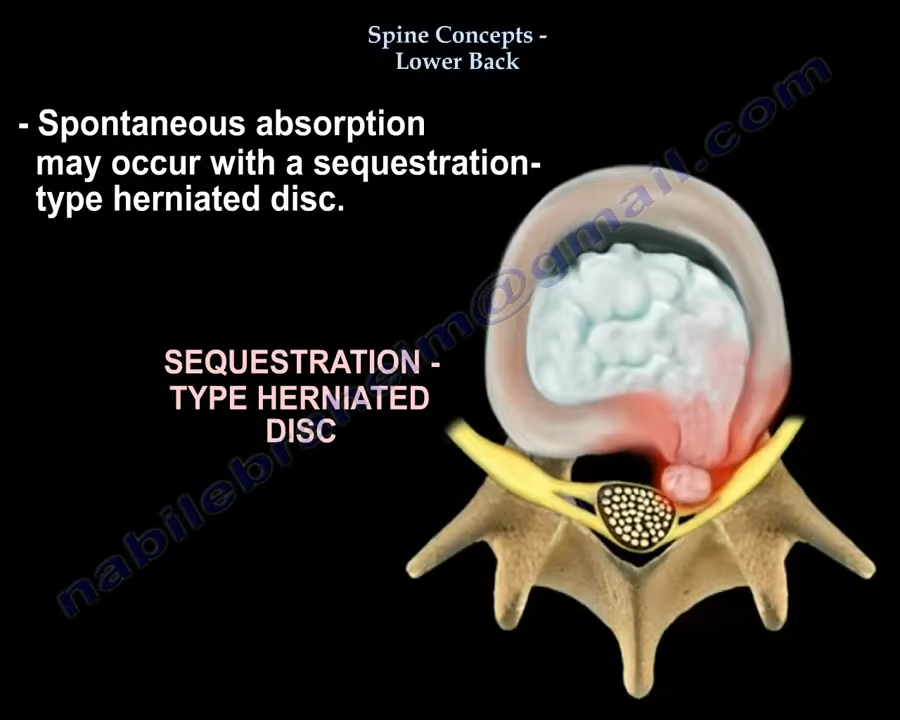 Spine Concepts -
Lower Back
- Spontaneous absorption
may occur with a sequestration-
type herniated disc.
SEQUESTRATION -
TYPE HERNIATED
DISC
nabilebraheim@gmail.com